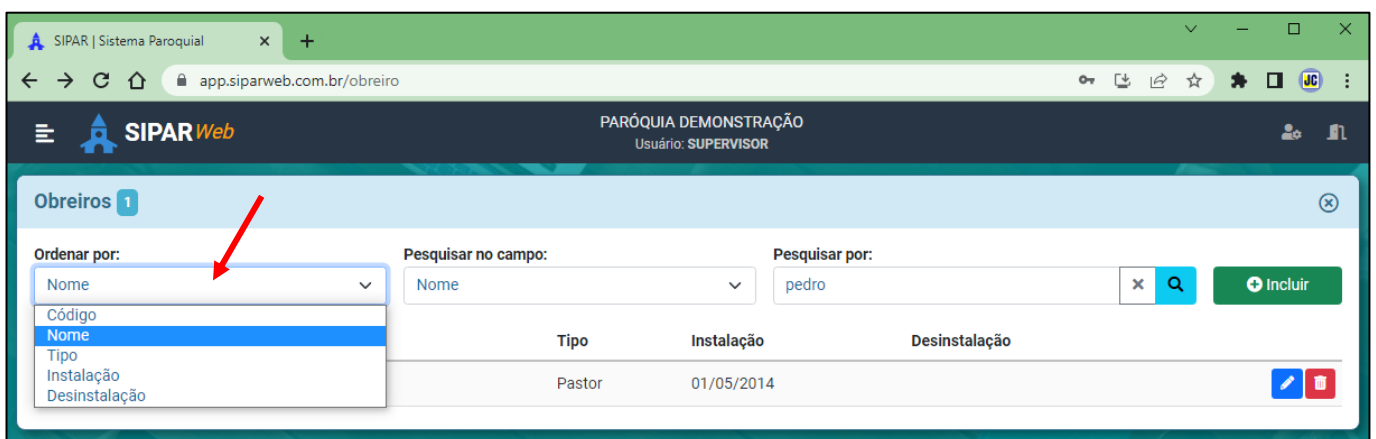 SIPAR | Sistema Paroquial
app.siparweb.com.br/obreiro
JC
SIPAR Web
PARÓQUIA DEMONSTRAÇÃO
Usuário: SUPERVISOR
Obreiros 1
Ordenar por: Pesquisar no campo: Pesquisar por:
Nome Nome pedro Incluir
Código
Nome
Tipo
Instalação
Desinstalação
Tipo Instalação Desinstalação
Pastor 01/05/2014